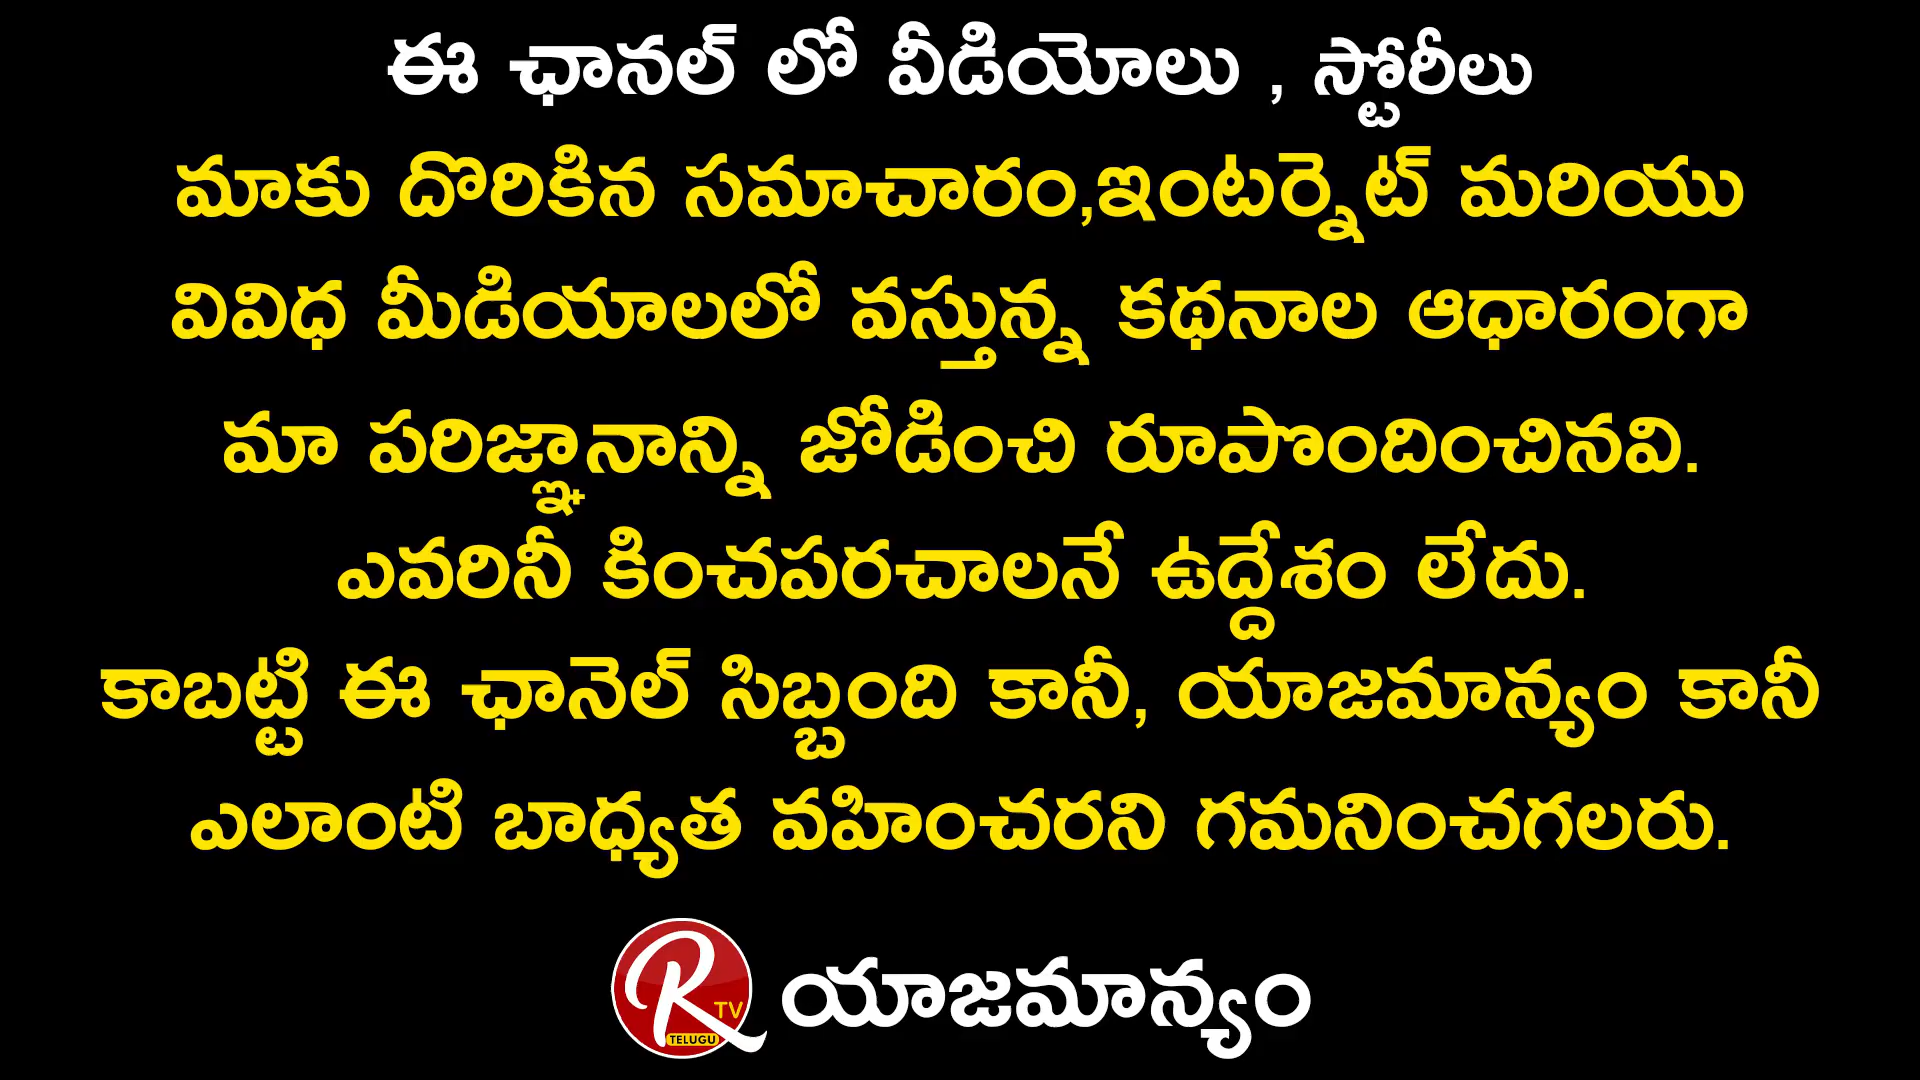 ఈ ఛానల్ లో వీడియోలు , స్టోరీలు
మాకు దొరికిన సమాచారం,ఇంటర్నెట్ మరియు
వివిధ మీడియాలలో వస్తున్న కథనాల ఆధారంగా
మా పరిజ్ఞానాన్ని జోడించి రూపొందించినవి.
ఎవరినీ కించపరచాలనే ఉద్దేశం లేదు.
కాబట్టి ఈ ఛానెల్ సిబ్బంది కానీ, యాజమాన్యం కానీ
ఎలాంటి బాధ్యత వహించరని గమనించగలరు.
R TV TELUGU యాజమాన్యం